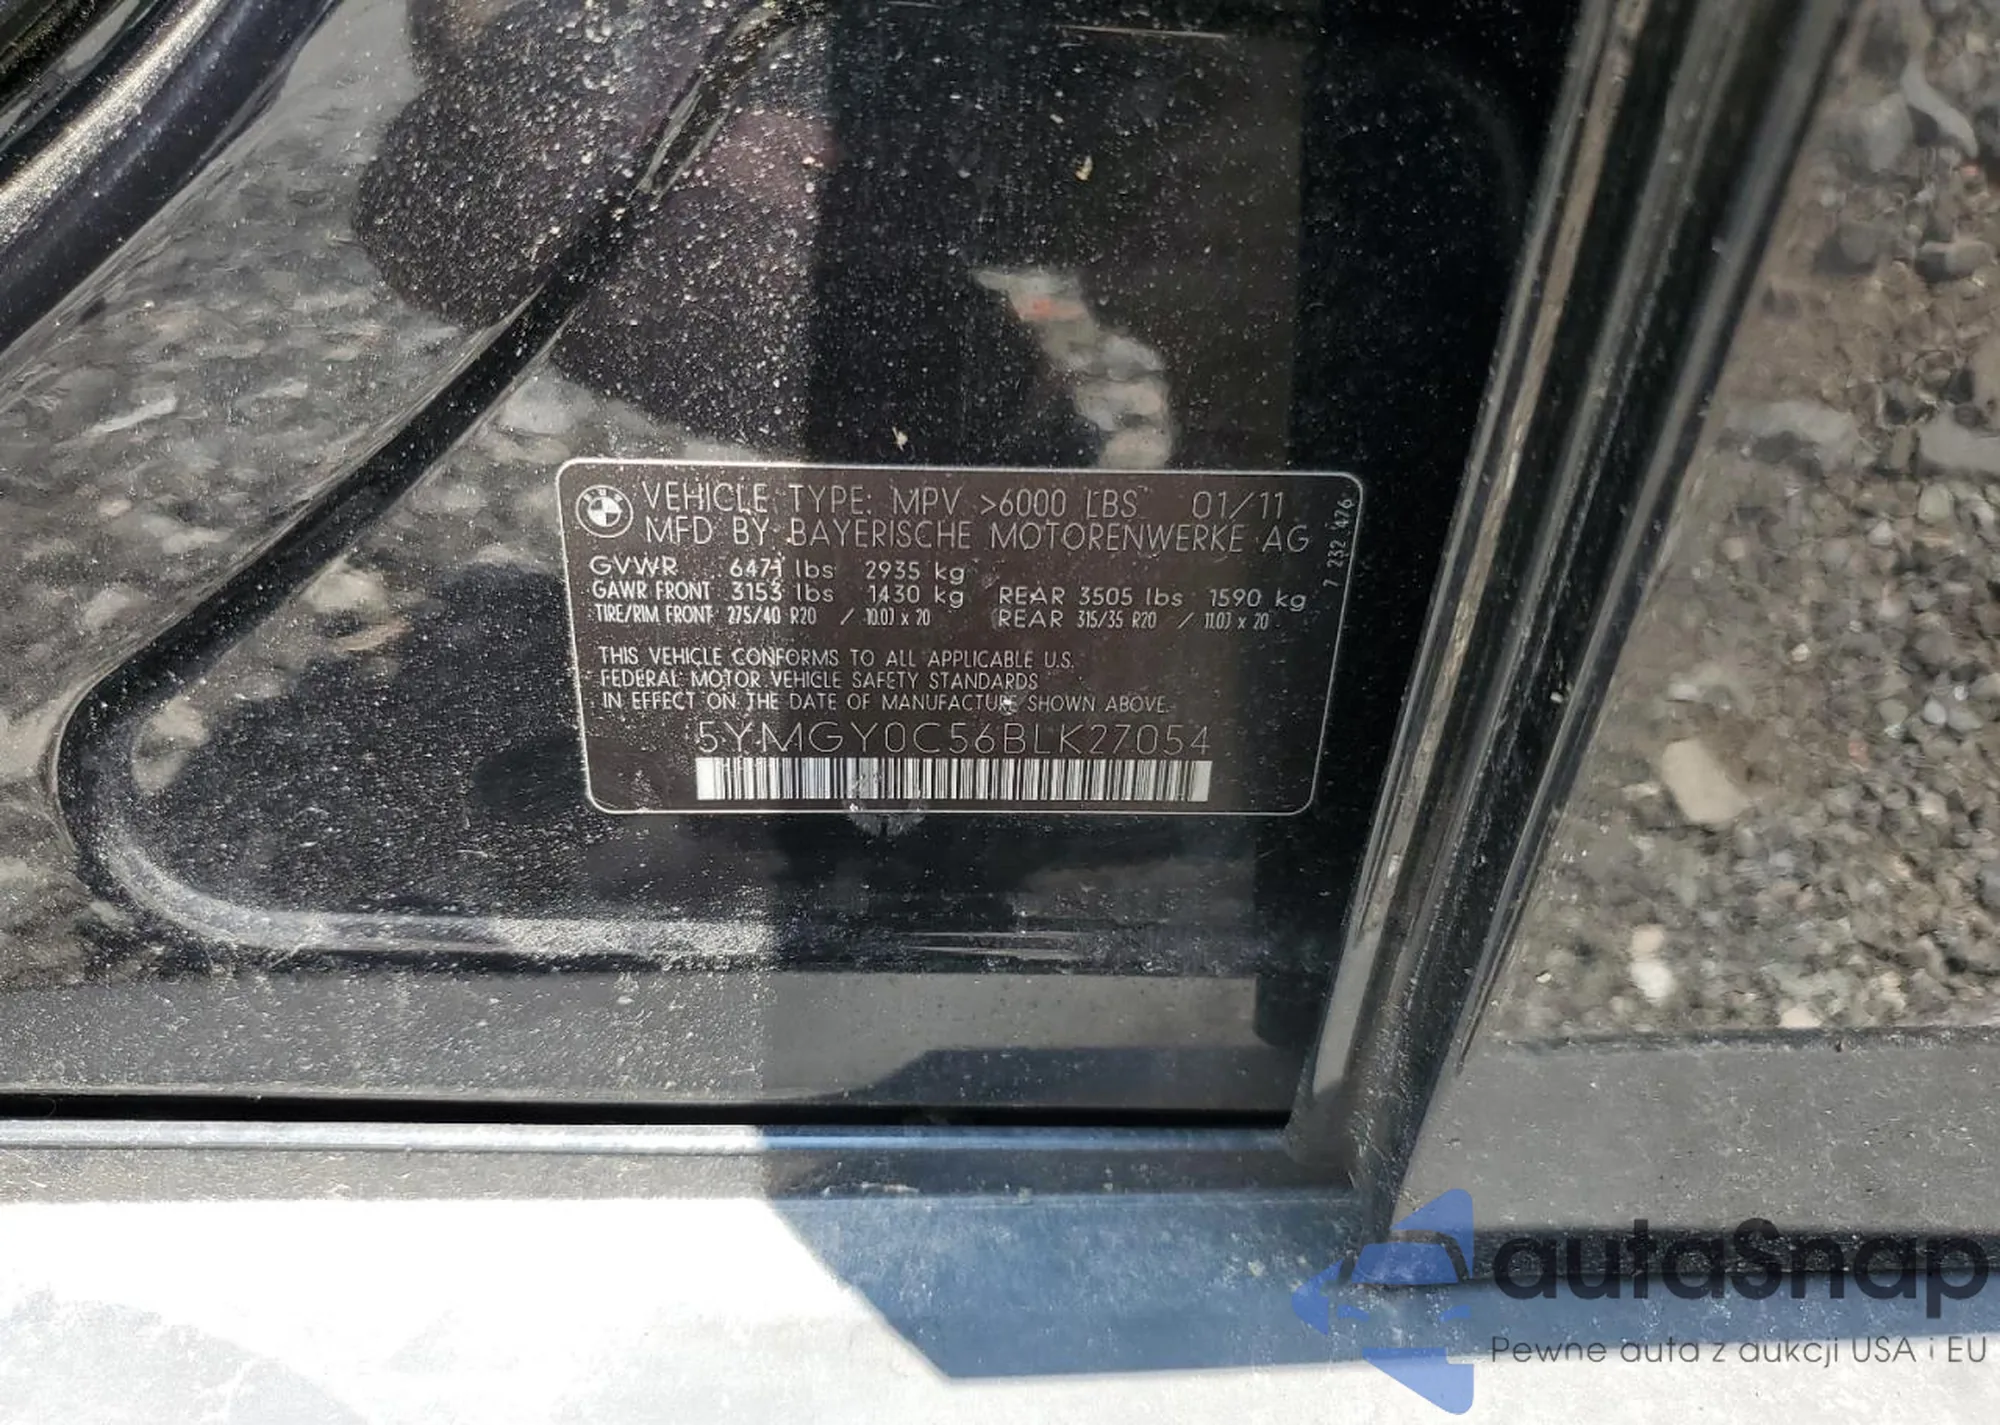 VEHICLE TYPE: MPV >6000 LBS 01/11
MFD BY BAYERISCHE MOTORENWERKE AG
GVWR 6471 lbs 2935 kg
GAWR FRONT 3153 lbs 1430 kg REAR 3505 lbs 1590 kg
TIRE/RIM FRONT 275/40 R20 / 10.0J x 20 REAR 315/35 R20 / 11.0J x 20
THIS VEHICLE CONFORMS TO ALL APPLICABLE U.S.
FEDERAL MOTOR VEHICLE SAFETY STANDARDS
IN EFFECT ON THE DATE OF MANUFACTURE SHOWN ABOVE.
5YMGY0C56BLK27054
7 232 476
autaSnap
Pewne auta z aukcji USA i EU